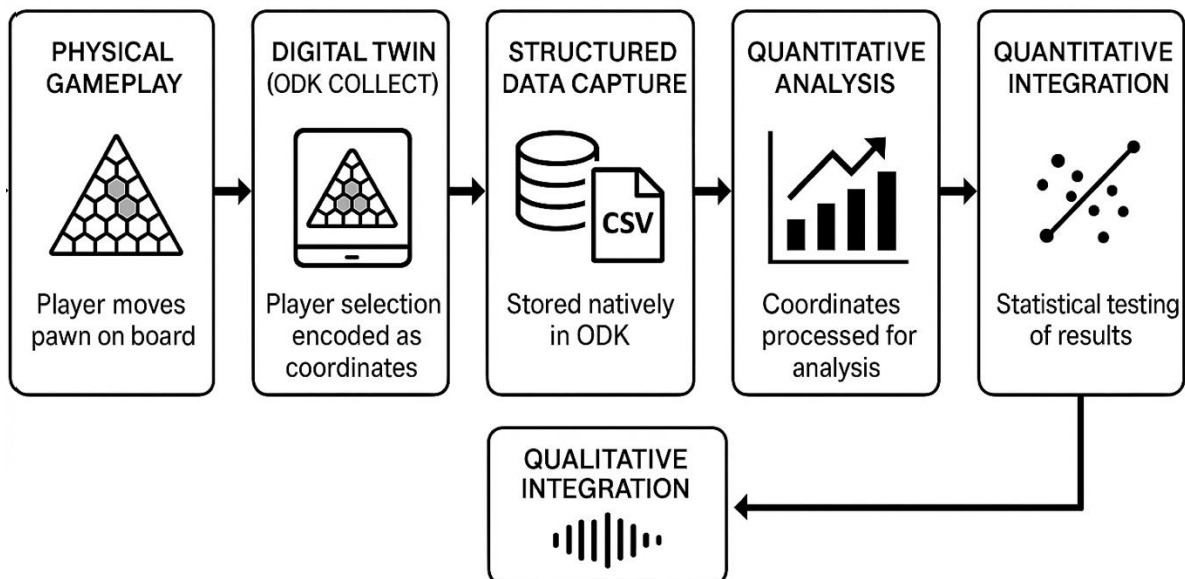 PHYSICAL
GAMEPLAY
Player moves
pawn on board
DIGITAL TWIN
(ODK COLLECT)
Player selection
encoded as
coordinates
STRUCTURED
DATA CAPTURE
CSV
Stored natively
in ODK
QUANTITATIVE
ANALYSIS
Coordinates
processed for
analysis
QUANTITATIVE
INTEGRATION
Statistical testing
of results
QUALITATIVE
INTEGRATION